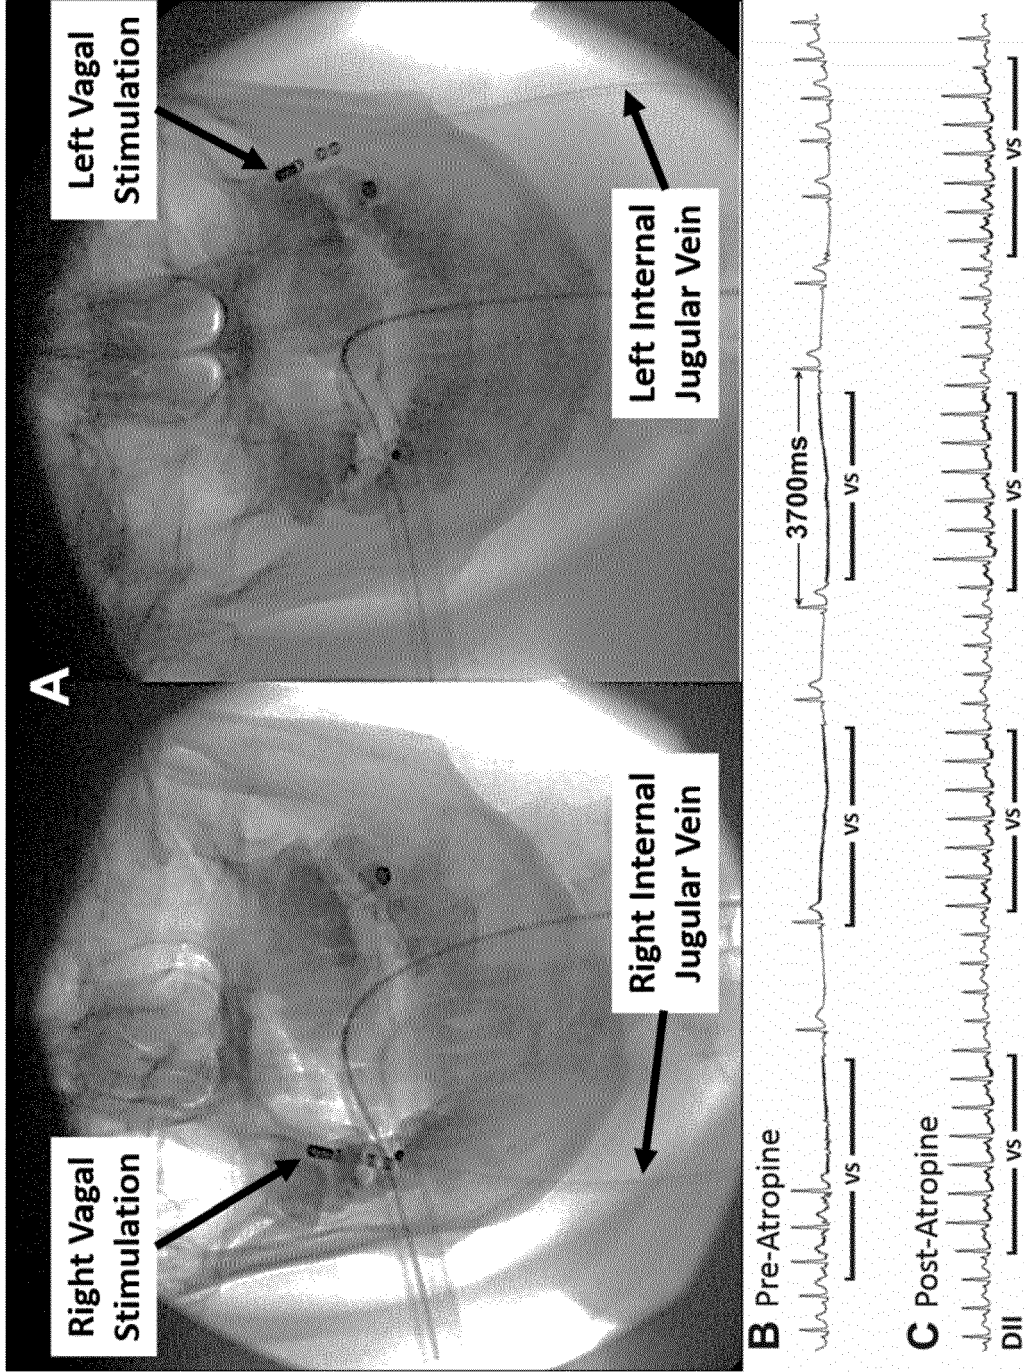 A
Right Vagal
Stimulation
Left Vagal
Stimulation
Right Internal
Jugular Vein
Left Internal
Jugular Vein
B Pre-Atropine
3700ms
VS
VS
VS
C Post-Atropine
DII
VS
VS
VS
VS